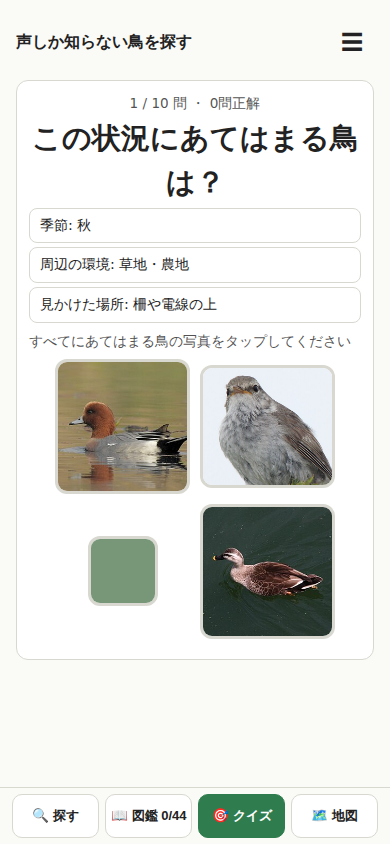 声しか知らない鳥を探す
1 / 10 問 ・ 0問正解
この状況にあてはまる鳥
は？
季節: 秋
周辺の環境: 草地・農地
見かけた場所: 柵や電線の上
すべてにあてはまる鳥の写真をタップしてください
探す
図鑑 0/44
クイズ
地図